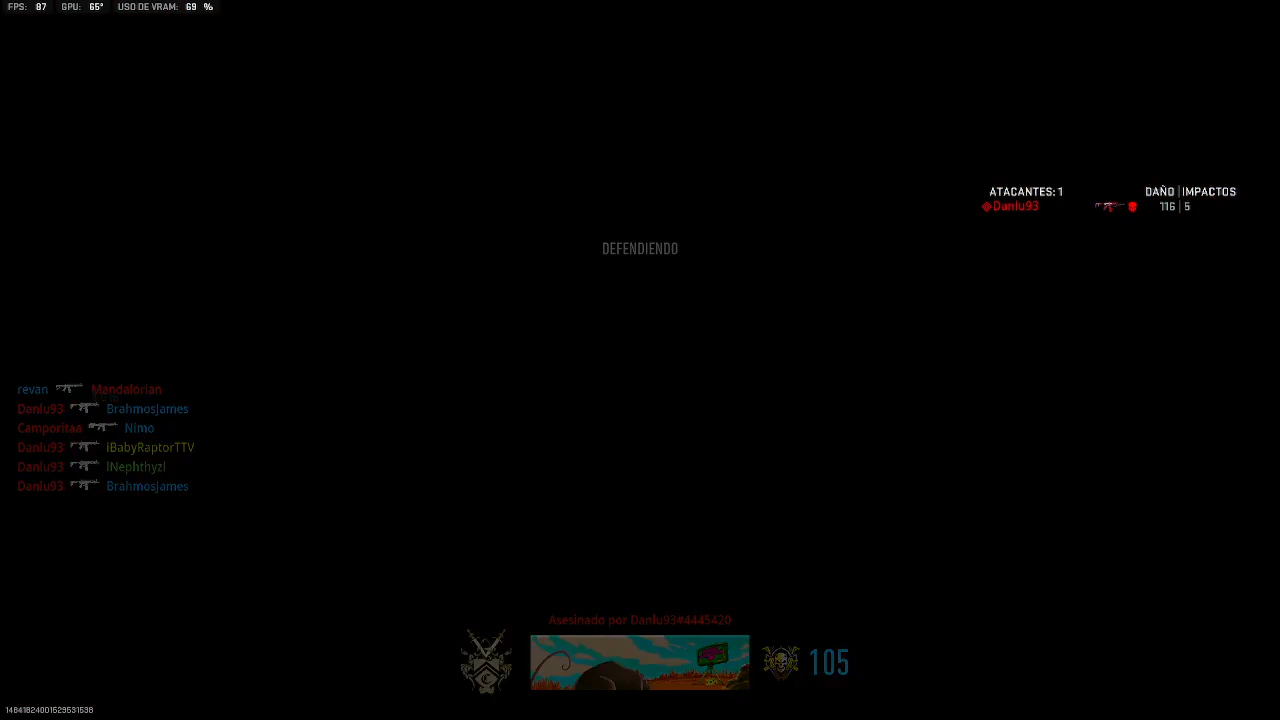 FPS: 87 GPU: 65° USO DE VRAM: 69 %
ATACANTES: 1 DAÑO | IMPACTOS
Danlu93 116 | 5
DEFENDIENDO
revan Mandalorian
Danlu93 BrahmosJames
Camporitaa Nimo
Danlu93 iBabyRaptorTTV
Danlu93 lNephthyzl
Danlu93 BrahmosJames
Asesinado por Danlu93#4445420
105